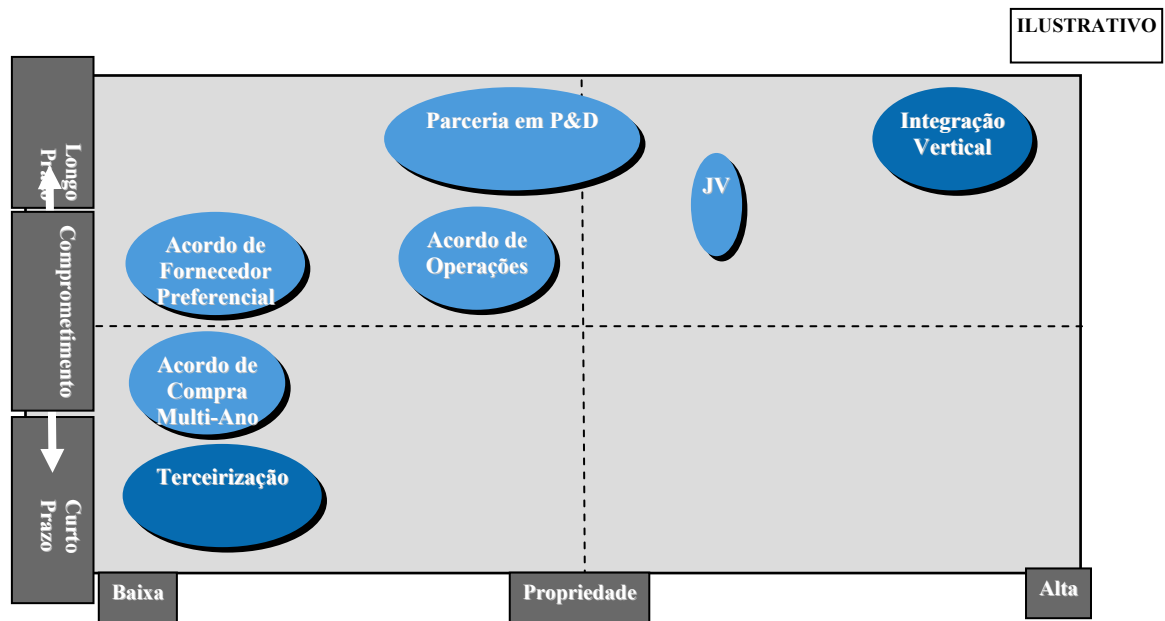 ILUSTRATIVO
Longo
Prazo
Parceria em P&D
Integração
Vertical
JV
Comprometimento
Acordo de
Fornecedor
Preferencial
Acordo de
Operações
Acordo de
Compra
Multi-Ano
Terceirização
Curto
Prazo
Baixa
Propriedade
Alta